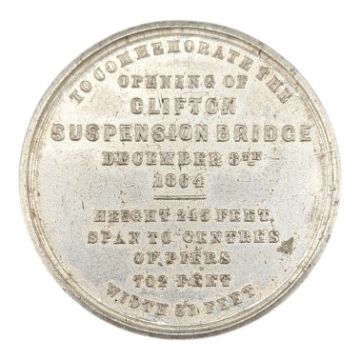 TO COMMEMORATE THE
OPENING OF
CLIFTON
SUSPENSION BRIDGE
DECEMBER 8TH
1864
HEIGHT 245 FEET.
SPAN TO CENTRES
OF PIERS
702 FEET
WIDTH 31 FEET